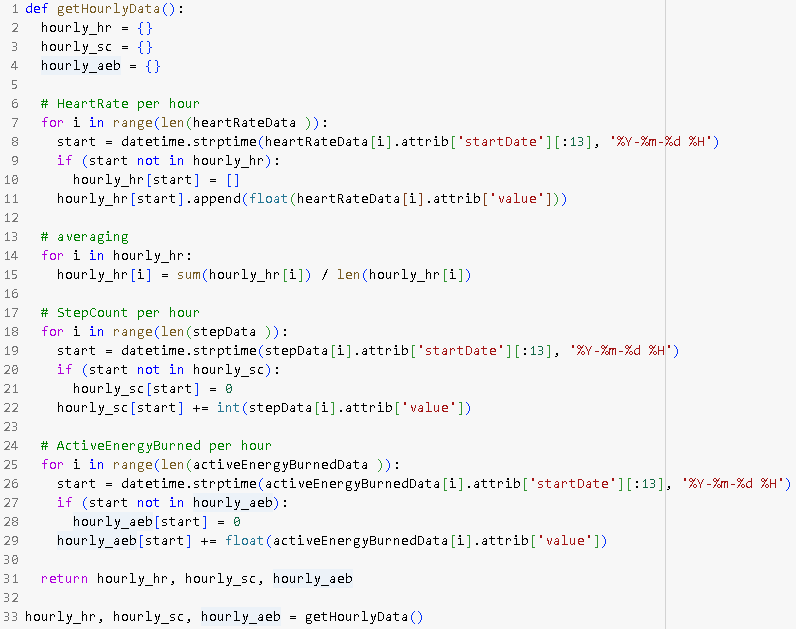 1 def getHourlyData():
2   hourly_hr = {}
3   hourly_sc = {}
4   hourly_aeb = {}
5
6   # HeartRate per hour
7   for i in range(len(heartRateData )):
8     start = datetime.strptime(heartRateData[i].attrib['startDate'][:13], '%Y-%m-%d %H')
9     if (start not in hourly_hr):
10       hourly_hr[start] = []
11     hourly_hr[start].append(float(heartRateData[i].attrib['value']))
12
13   # averaging
14   for i in hourly_hr:
15     hourly_hr[i] = sum(hourly_hr[i]) / len(hourly_hr[i])
16
17   # StepCount per hour
18   for i in range(len(stepData )):
19     start = datetime.strptime(stepData[i].attrib['startDate'][:13], '%Y-%m-%d %H')
20     if (start not in hourly_sc):
21       hourly_sc[start] = 0
22     hourly_sc[start] += int(stepData[i].attrib['value'])
23
24   # ActiveEnergyBurned per hour
25   for i in range(len(activeEnergyBurnedData )):
26     start = datetime.strptime(activeEnergyBurnedData[i].attrib['startDate'][:13], '%Y-%m-%d %H')
27     if (start not in hourly_aeb):
28       hourly_aeb[start] = 0
29     hourly_aeb[start] += float(activeEnergyBurnedData[i].attrib['value'])
30
31   return hourly_hr, hourly_sc, hourly_aeb
32
33 hourly_hr, hourly_sc, hourly_aeb = getHourlyData()